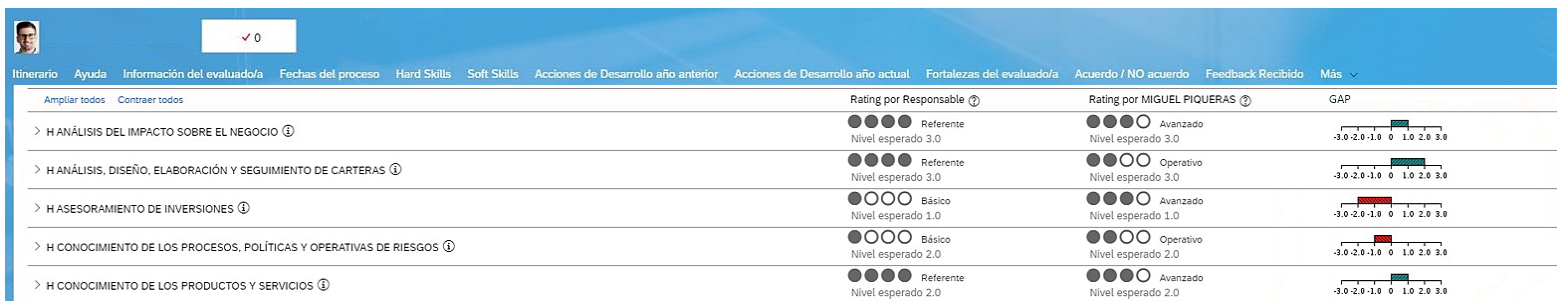 0
Itinerario Ayuda Información del evaluado/a Fechas del proceso Hard Skills Soft Skills Acciones de Desarrollo año anterior Acciones de Desarrollo año actual Fortalezas del evaluado/a Acuerdo / NO acuerdo Feedback Recibido Más
Ampliar todos Contraer todos Rating por Responsable Rating por MIGUEL PIQUERAS GAP
H ANÁLISIS DEL IMPACTO SOBRE EL NEGOCIO Referente Avanzado
Nivel esperado 3.0 Nivel esperado 3.0 -3.0 -2.0 -1.0 0 1.0 2.0 3.0
H ANÁLISIS, DISEÑO, ELABORACIÓN Y SEGUIMIENTO DE CARTERAS Referente Operativo
Nivel esperado 3.0 Nivel esperado 3.0 -3.0 -2.0 -1.0 0 1.0 2.0 3.0
H ASESORAMIENTO DE INVERSIONES Básico Avanzado
Nivel esperado 1.0 Nivel esperado 1.0 -3.0 -2.0 -1.0 0 1.0 2.0 3.0
H CONOCIMIENTO DE LOS PROCESOS, POLÍTICAS Y OPERATIVAS DE RIESGOS Básico Operativo
Nivel esperado 2.0 Nivel esperado 2.0 -3.0 -2.0 -1.0 0 1.0 2.0 3.0
H CONOCIMIENTO DE LOS PRODUCTOS Y SERVICIOS Referente Avanzado
Nivel esperado 2.0 Nivel esperado 2.0 -3.0 -2.0 -1.0 0 1.0 2.0 3.0